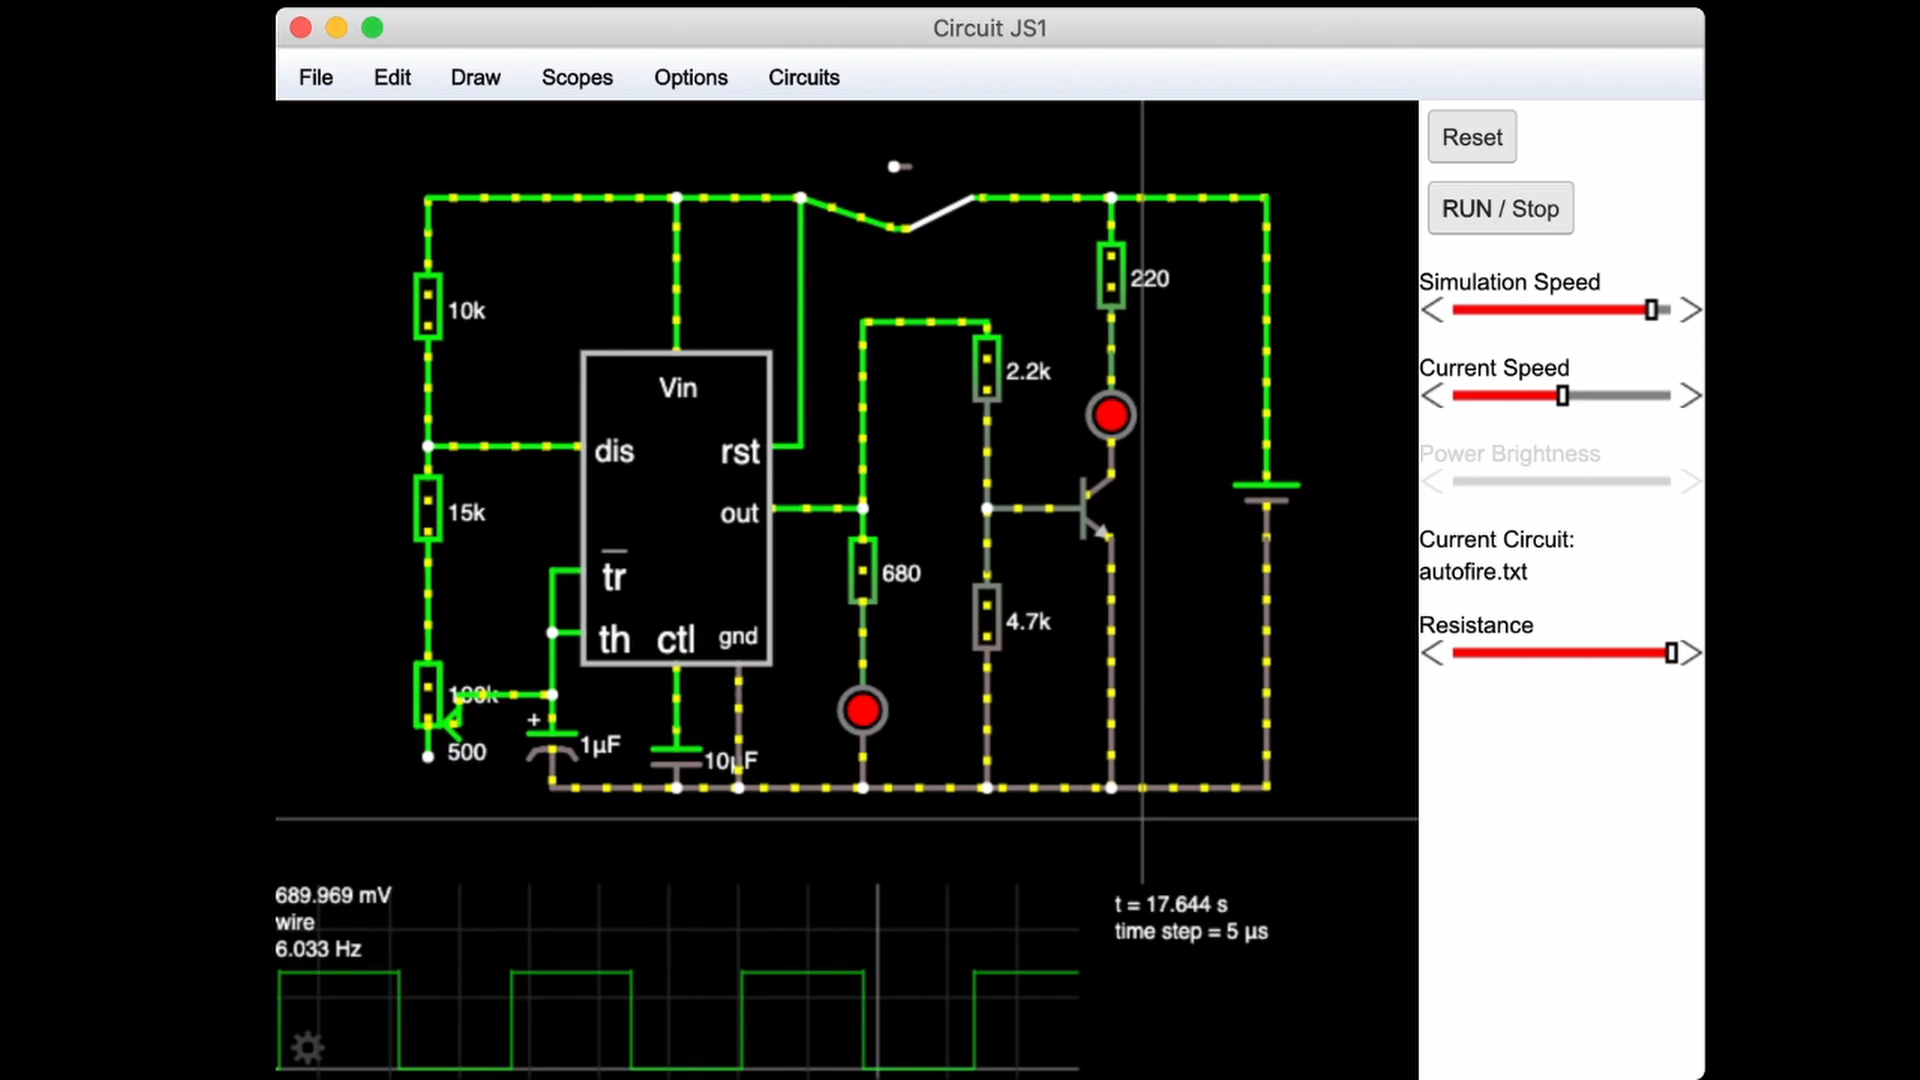 Circuit JS1
File Edit Draw Scopes Options Circuits
Reset
RUN / Stop
Simulation Speed
Current Speed
Power Brightness
Current Circuit:
autofire.txt
Resistance
220
10k
2.2k
Vin
dis
rst
15k
out
680
tr
4.7k
th ctl gnd
100k
+
1µF
500
10µF
689.969 mV
wire
6.033 Hz
t = 17.644 s
time step = 5 µs